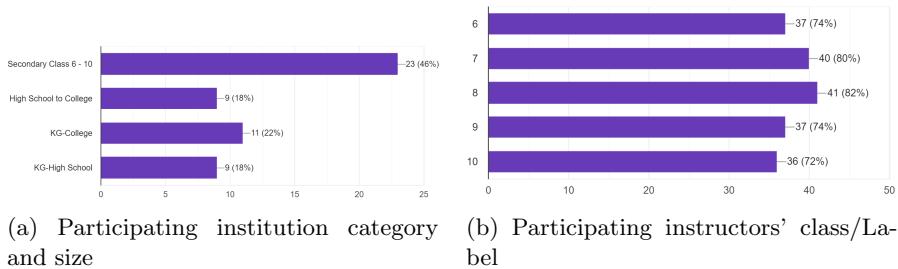 Secondary Class 6 - 10
23 (46%)
High School to College
9 (18%)
KG-College
11 (22%)
KG-High School
9 (18%)
0 5 10 15 20 25
(a) Participating institution category
and size
6
37 (74%)
7
40 (80%)
8
41 (82%)
9
37 (74%)
10
36 (72%)
0 10 20 30 40 50
(b) Participating instructors' class/La-
bel